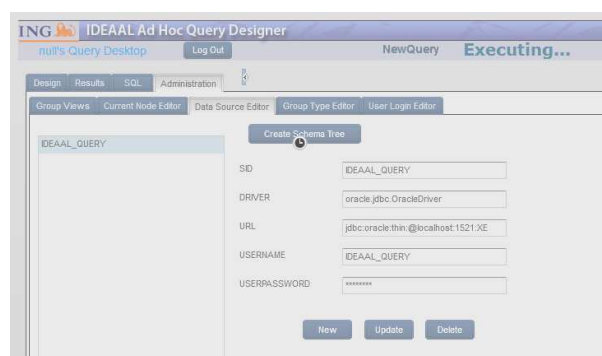 ING IDEAAL Ad Hoc Query Designer
null's Query Desktop Log Out NewQuery Executing...
Design Results SQL Administration
Group Views Current Node Editor Data Source Editor Group Type Editor User Login Editor
IDEAAL_QUERY
Create Schema Tree
SID IDEAAL_QUERY
DRIVER oracle.jdbc.OracleDriver
URL jdbc:oracle:thin:@localhost:1521:XE
USERNAME IDEAAL_QUERY
USERPASSWORD ********
New Update Delete